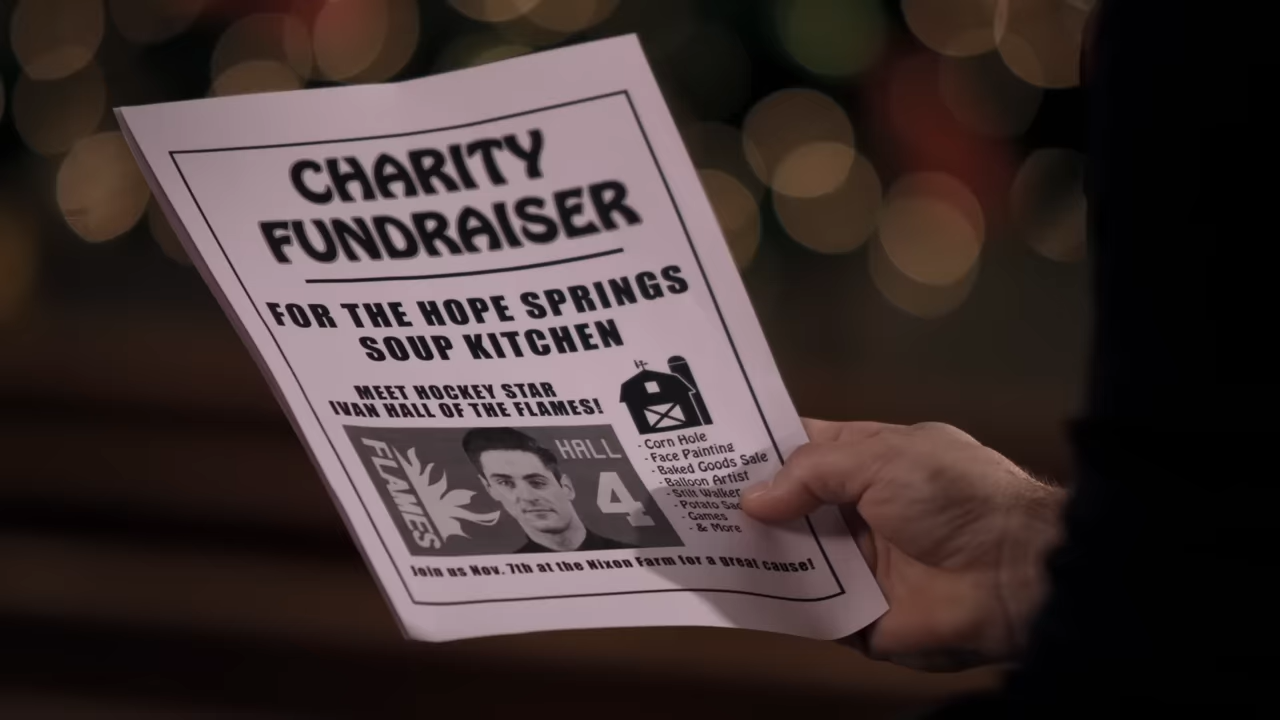 CHARITY
FUNDRAISER
FOR THE HOPE SPRINGS
SOUP KITCHEN
MEET HOCKEY STAR
IVAN HALL OF THE FLAMES!
FLAMES
HALL
4
- Corn Hole
- Face Painting
- Baked Goods Sale
- Balloon Artist
- Stilt Walker
- Potato
- Games
- & More
Join us Nov. 7th at the Nixon Farm for a great cause!